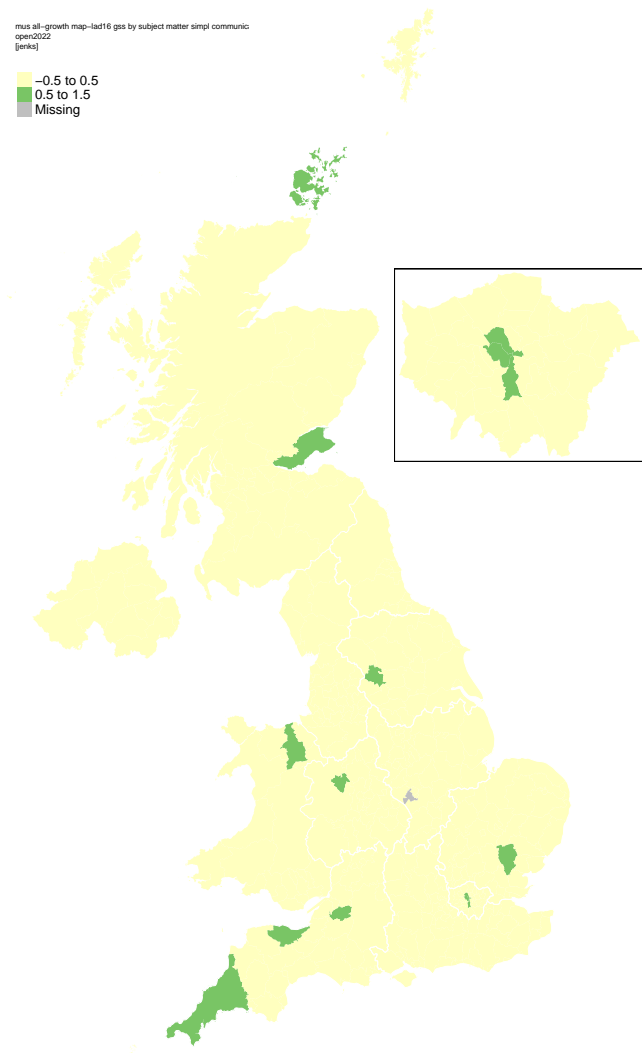 mus all−growth map−lad16 gss by subject matter simpl communic
open2022
[jenks]
−0.5 to 0.5
0.5 to 1.5
Missing